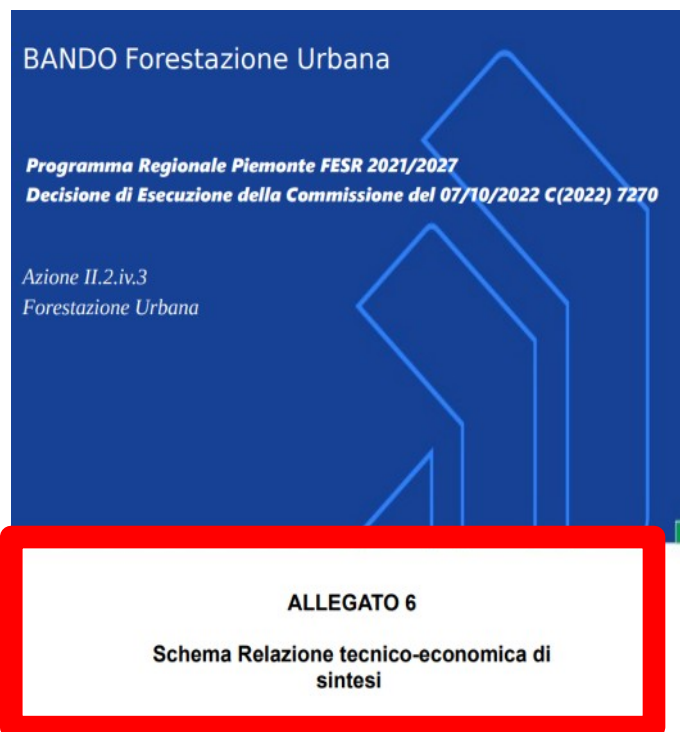 BANDO Forestazione Urbana
Programma Regionale Piemonte FESR 2021/2027
Decisione di Esecuzione della Commissione del 07/10/2022 C(2022) 7270
Azione II.2.iv.3
Forestazione Urbana
ALLEGATO 6
Schema Relazione tecnico-economica di
sintesi